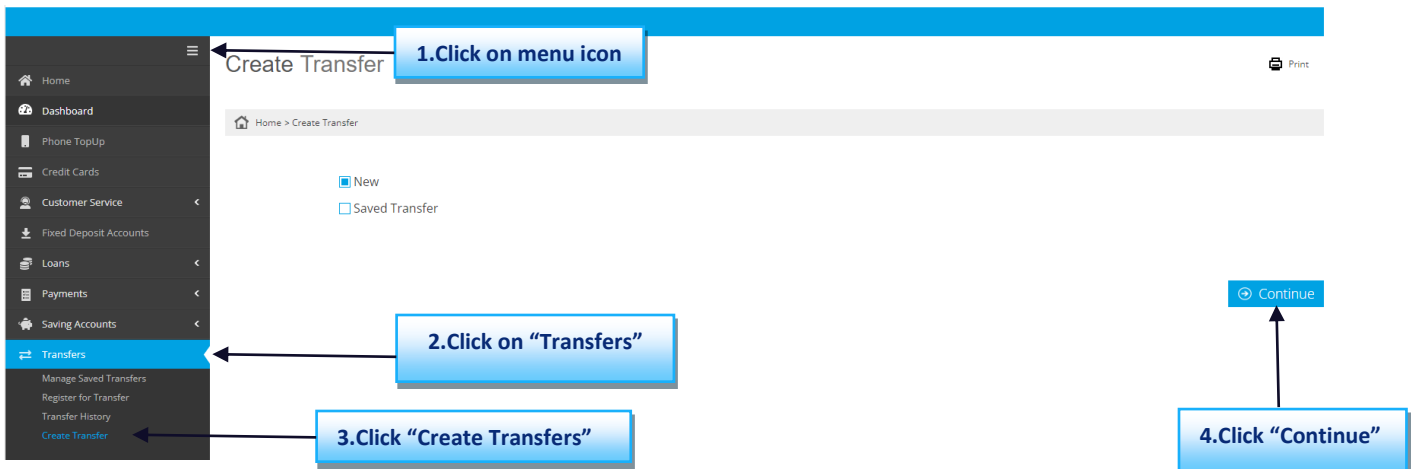 1.Click on menu icon
Create Transfer
Print
Home
Dashboard
Home > Create Transfer
Phone TopUp
Credit Cards
New
Customer Service
Saved Transfer
Fixed Deposit Accounts
Loans
Payments
Continue
Saving Accounts
2.Click on “Transfers”
Transfers
Manage Saved Transfers
Register for Transfer
Transfer History
Create Transfer
3.Click “Create Transfers”
4.Click “Continue”